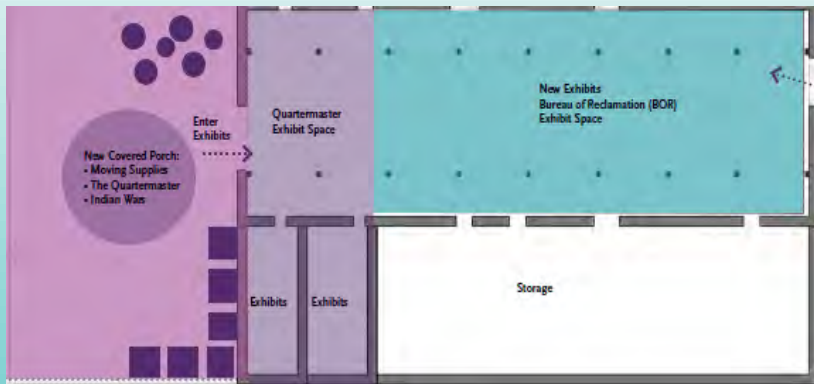 Enter
Exhibits
New Covered Porch:
• Moving Supplies
• The Quartermaster
• Indian Wars
Quartermaster
Exhibit Space
New Exhibits
Bureau of Reclamation (BOR)
Exhibit Space
Exhibits
Exhibits
Storage